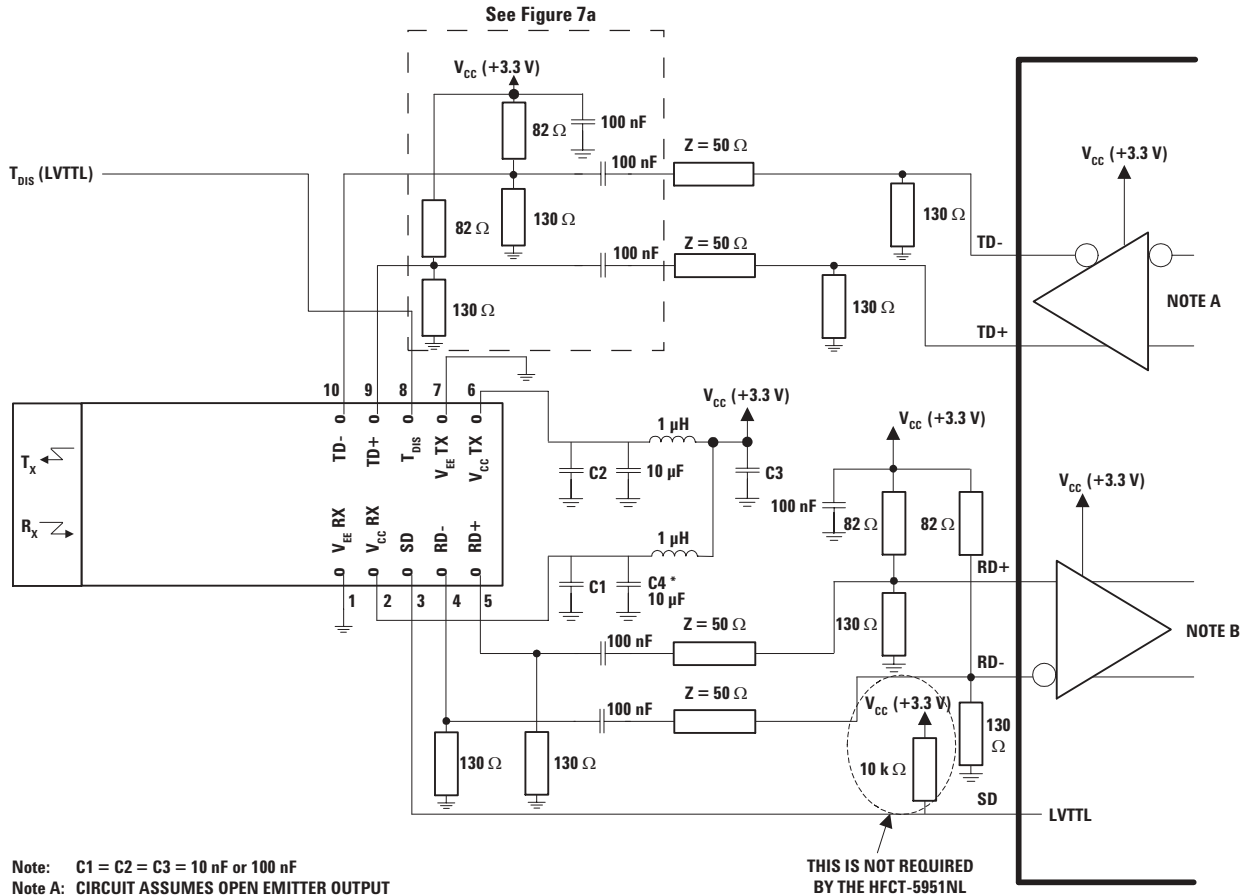 See Figure 7a
V_CC (+3.3 V)
82 Ω
100 nF
100 nF
Z = 50 Ω
T_DIS (LVTTL)
130 Ω
82 Ω
100 nF
Z = 50 Ω
130 Ω
130 Ω
130 Ω
V_CC (+3.3 V)
TD-
NOTE A
TD+
10 9 8 7 6
TD-
TD+
T_DIS
V_EE TX
V_CC TX
T_X
R_X
V_EE RX
V_CC RX
SD
RD-
RD+
1 2 3 4 5
V_CC (+3.3 V)
1 µH
C2
10 µF
C3
1 µH
C1
C4 *
10 µF
V_CC (+3.3 V)
100 nF
82 Ω
82 Ω
V_CC (+3.3 V)
RD+
130 Ω
NOTE B
RD-
100 nF
Z = 50 Ω
100 nF
Z = 50 Ω
V_CC (+3.3 V)
130 Ω
10 k Ω
130 Ω
130 Ω
SD
LVTTL
THIS IS NOT REQUIRED
BY THE HFCT-5951NL
Note: C1 = C2 = C3 = 10 nF or 100 nF
Note A: CIRCUIT ASSUMES OPEN EMITTER OUTPUT